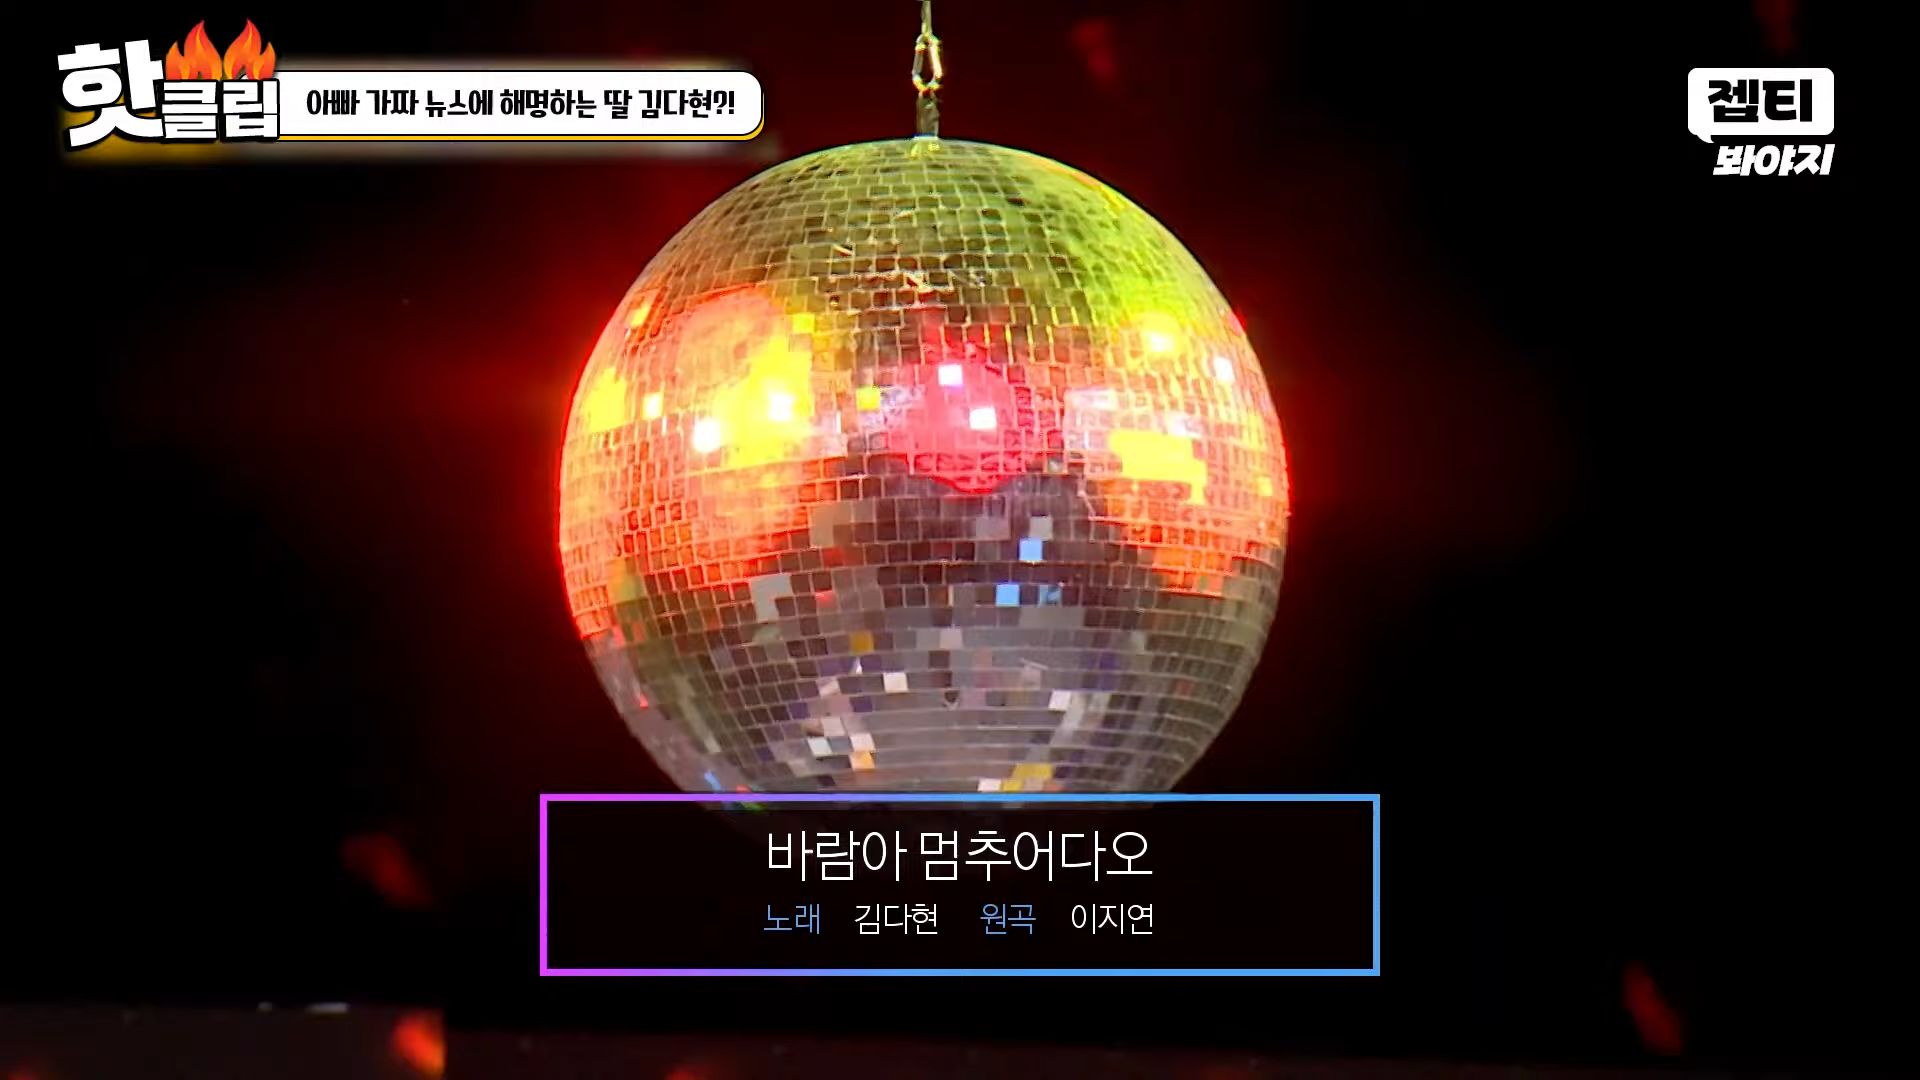 핫클립
아빠 가짜 뉴스에 해명하는 딸 김다현?!
젭티
봐야지
바람아 멈추어다오
노래 김다현 원곡 이지연